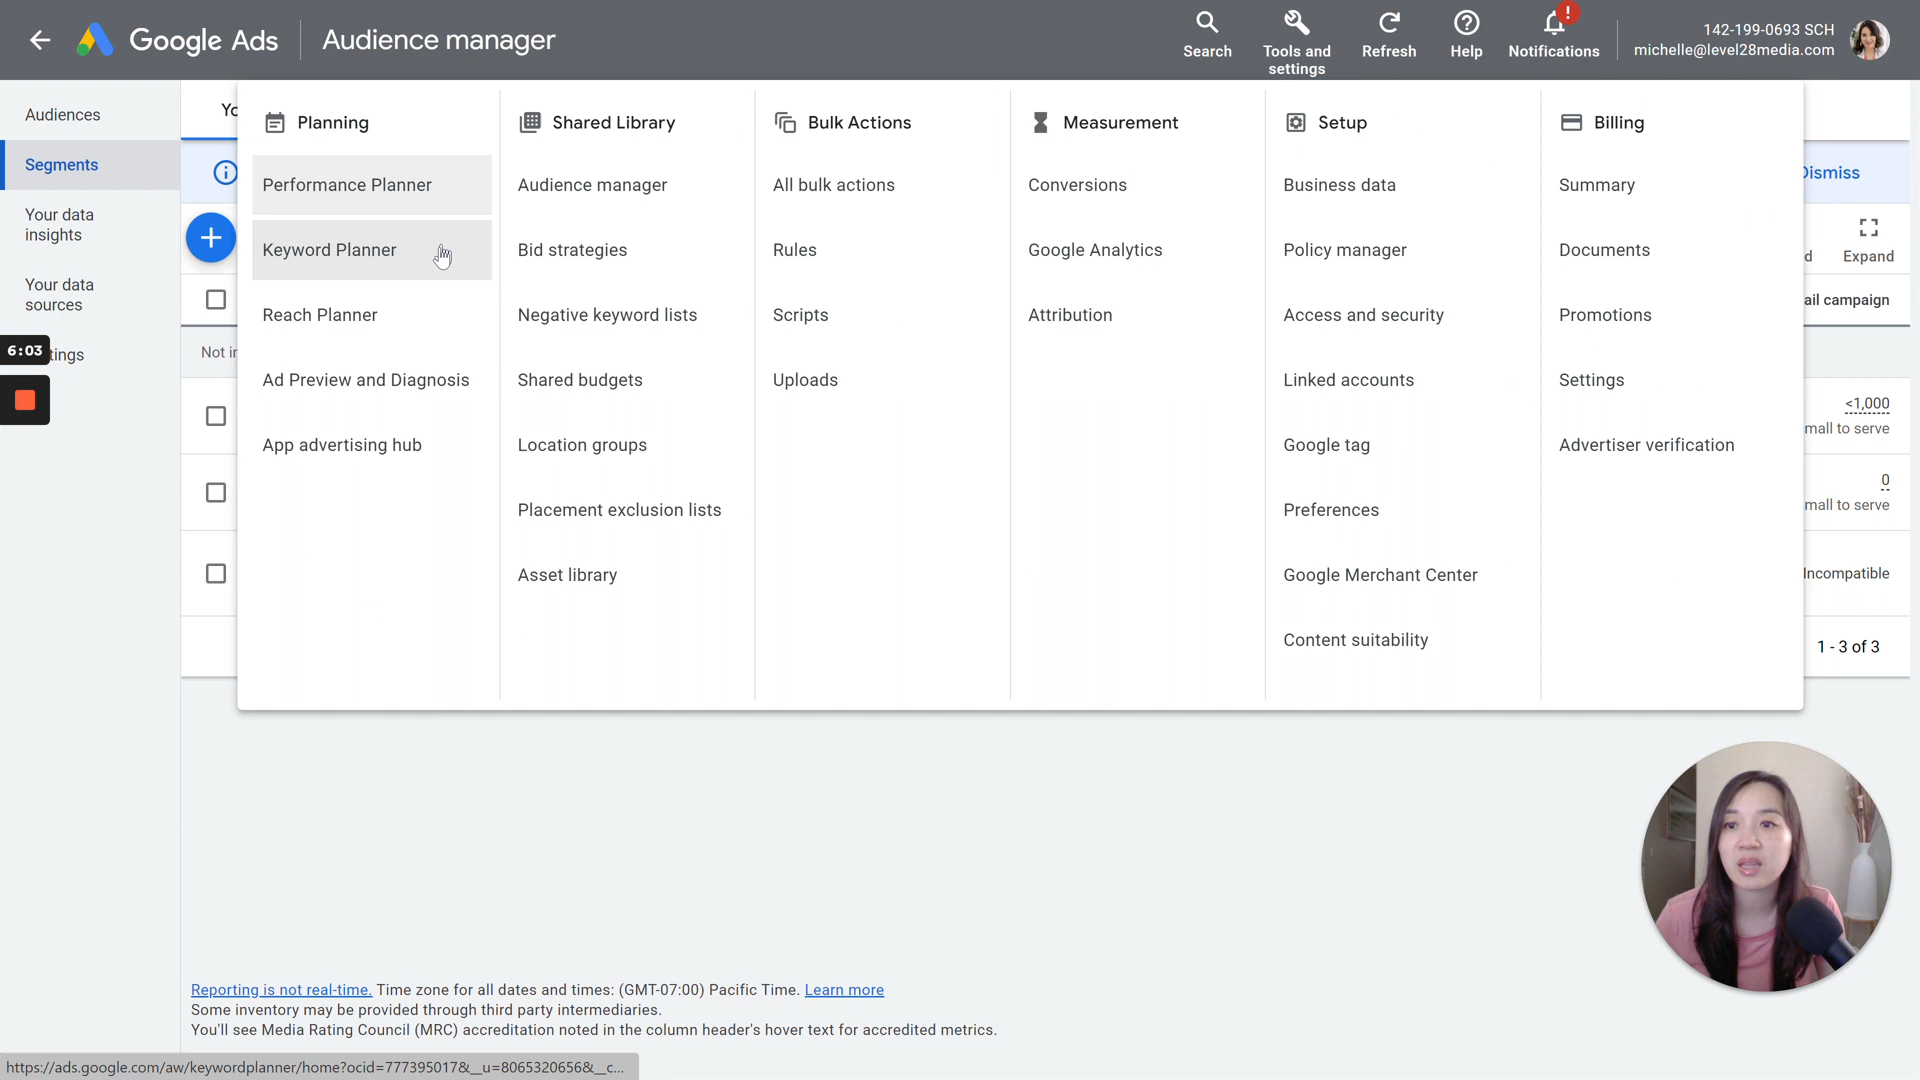 Google Ads
Audience manager
Search
Tools and
settings
Refresh
Help
!
Notifications
142-199-0693 SCH
michelle@level28media.com
Audiences
Segments
Your data
insights
Your data
sources
6:03
tings
Yo
Not in
Planning
Performance Planner
Keyword Planner
Reach Planner
Ad Preview and Diagnosis
App advertising hub
Shared Library
Audience manager
Bid strategies
Negative keyword lists
Shared budgets
Location groups
Placement exclusion lists
Asset library
Bulk Actions
All bulk actions
Rules
Scripts
Uploads
Measurement
Conversions
Google Analytics
Attribution
Setup
Business data
Policy manager
Access and security
Linked accounts
Google tag
Preferences
Google Merchant Center
Content suitability
Billing
Summary
Documents
Promotions
Settings
Advertiser verification
Dismiss
d
Expand
ail campaign
<1,000
mall to serve
0
mall to serve
Incompatible
1 - 3 of 3
Reporting is not real-time. Time zone for all dates and times: (GMT-07:00) Pacific Time. Learn more
Some inventory may be provided through third party intermediaries.
You'll see Media Rating Council (MRC) accreditation noted in the column header's hover text for accredited metrics.
https://ads.google.com/aw/keywordplanner/home?ocid=777395017&__u=8065320656&__c...